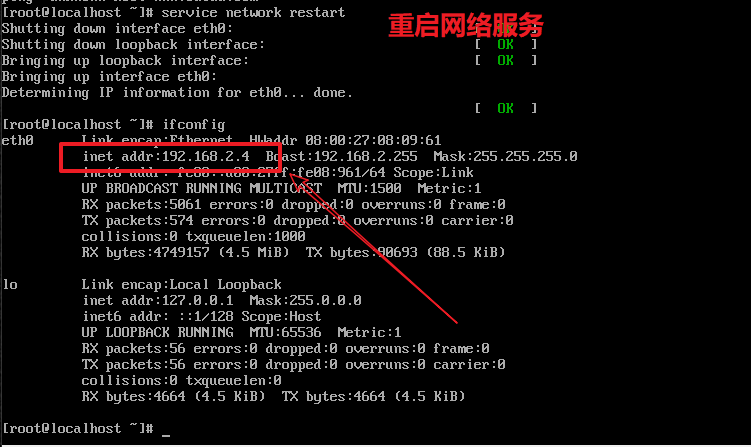 [root@localhost ~]# service network restart
重启网络服务
Shutting down interface eth0: [ OK ]
Shutting down loopback interface: [ OK ]
Bringing up loopback interface: [ OK ]
Bringing up interface eth0:
Determining IP information for eth0... done.
[ OK ]
[root@localhost ~]# ifconfig
eth0 Link encap:Ethernet HWaddr 08:00:27:08:09:61
inet addr:192.168.2.4 Bcast:192.168.2.255 Mask:255.255.255.0
inet6 addr: fe80::a00:27ff:fe08:961/64 Scope:Link
UP BROADCAST RUNNING MULTICAST MTU:1500 Metric:1
RX packets:5061 errors:0 dropped:0 overruns:0 frame:0
TX packets:574 errors:0 dropped:0 overruns:0 carrier:0
collisions:0 txqueuelen:1000
RX bytes:4749157 (4.5 MiB) TX bytes:90693 (88.5 KiB)
lo Link encap:Local Loopback
inet addr:127.0.0.1 Mask:255.0.0.0
inet6 addr: ::1/128 Scope:Host
UP LOOPBACK RUNNING MTU:65536 Metric:1
RX packets:56 errors:0 dropped:0 overruns:0 frame:0
TX packets:56 errors:0 dropped:0 overruns:0 carrier:0
collisions:0 txqueuelen:0
RX bytes:4664 (4.5 KiB) TX bytes:4664 (4.5 KiB)
[root@localhost ~]# _